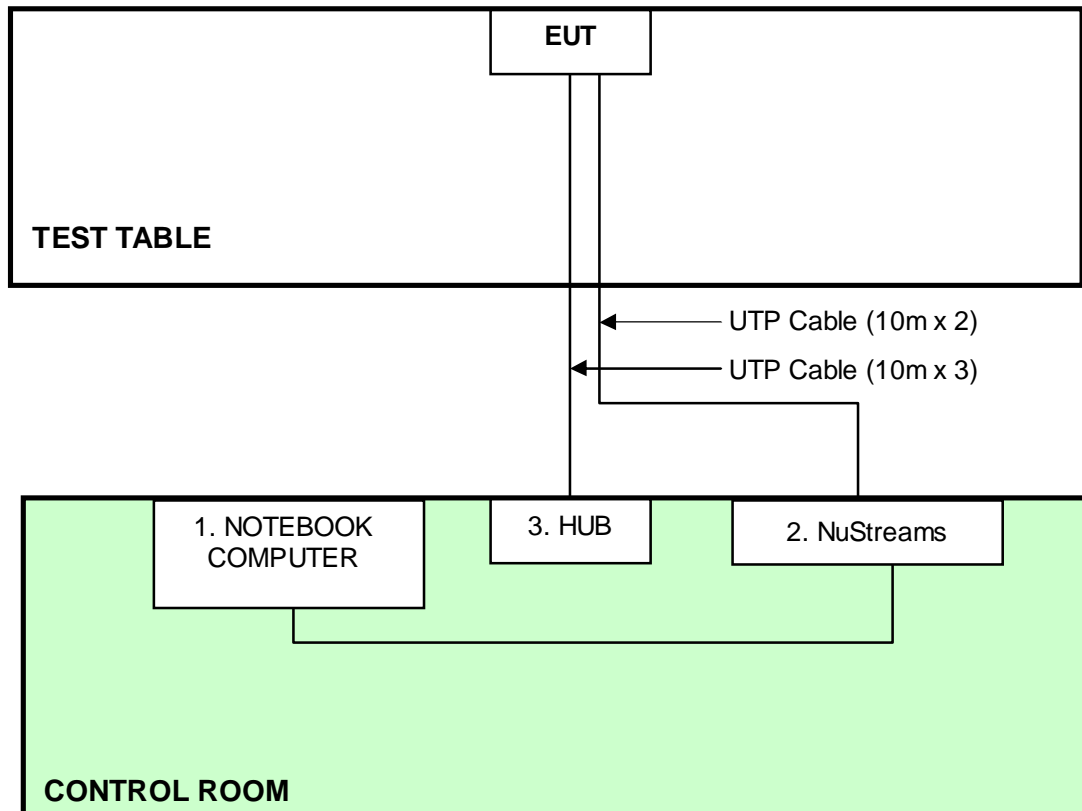 EUT
TEST TABLE
UTP Cable (10m x 2)
UTP Cable (10m x 3)
1. NOTEBOOK
COMPUTER
3. HUB
2. NuStreams
CONTROL ROOM